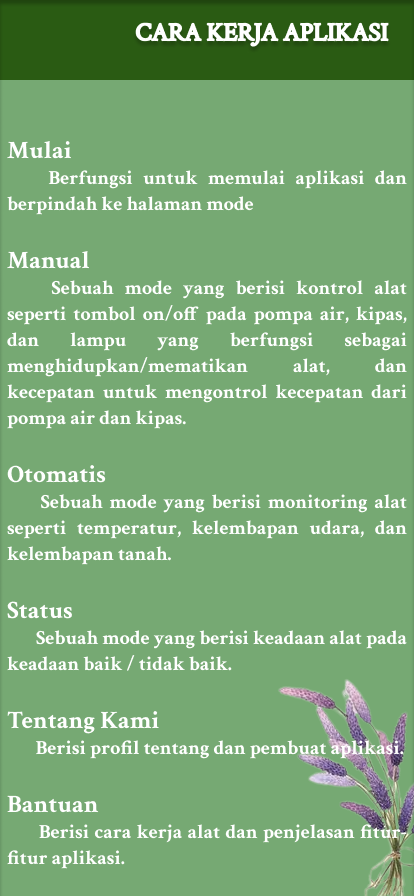 CARA KERJA APLIKASI
Mulai
Berfungsi untuk memulai aplikasi dan
berpindah ke halaman mode
Manual
Sebuah mode yang berisi kontrol alat
seperti tombol on/off pada pompa air, kipas,
dan lampu yang berfungsi sebagai
menghidupkan/mematikan alat, dan
kecepatan untuk mengontrol kecepatan dari
pompa air dan kipas.
Otomatis
Sebuah mode yang berisi monitoring alat
seperti temperatur, kelembapan udara, dan
kelembapan tanah.
Status
Sebuah mode yang berisi keadaan alat pada
keadaan baik / tidak baik.
Tentang Kami
Berisi profil tentang dan pembuat aplikasi.
Bantuan
Berisi cara kerja alat dan penjelasan fitur-
fitur aplikasi.